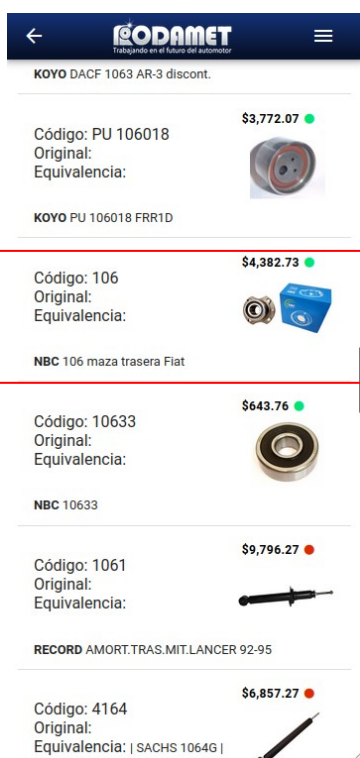 RODAMET
Trabajando en el futuro del automotor
KOYO DACF 1063 AR-3 discont.
$3,772.07
Código: PU 106018
Original:
Equivalencia:
KOYO PU 106018 FRR1D
$4,382.73
Código: 106
Original:
Equivalencia:
NBC 106 maza trasera Fiat
$643.76
Código: 10633
Original:
Equivalencia:
NBC 10633
$9,796.27
Código: 1061
Original:
Equivalencia:
RECORD AMORT.TRAS.MIT.LANCER 92-95
$6,857.27
Código: 4164
Original:
Equivalencia: | SACHS 1064G |